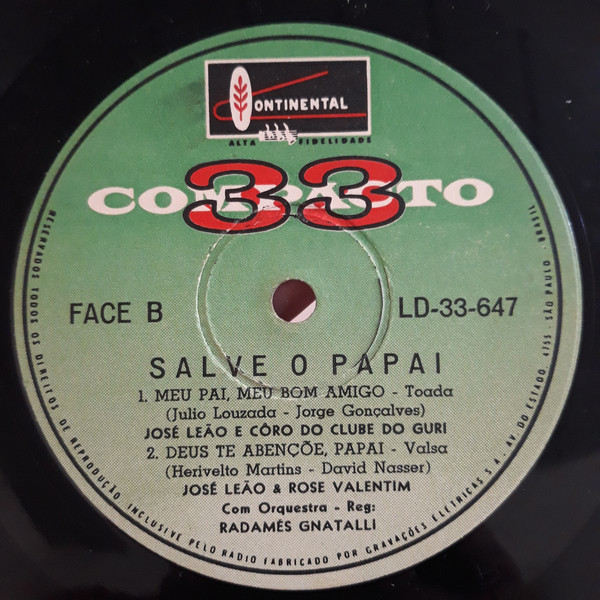 CONTINENTAL
ALTA FIDELIDADE
COMPACTO
33
FACE B
LD-33-647
SALVE O PAPAI
1. MEU PAI, MEU BOM AMIGO - Toada
(Julio Louzada - Jorge Gonçalves)
JOSÉ LEÃO E CÔRO DO CLUBE DO GURI
2. DEUS TE ABENÇÕE, PAPAI - Valsa
(Herivelto Martins - David Nasser)
JOSÉ LEÃO & ROSE VALENTIM
Com Orquestra - Reg:
RADAMÉS GNATALLI
RESERVADOS TODOS OS DIREITOS DE REPRODUÇÃO INCLUSIVE PELO RADIO FABRICADO POR GRAVAÇÕES ELETRICAS S.A. AV. DO ESTADO, 4755 - SÃO PAULO - BRASIL